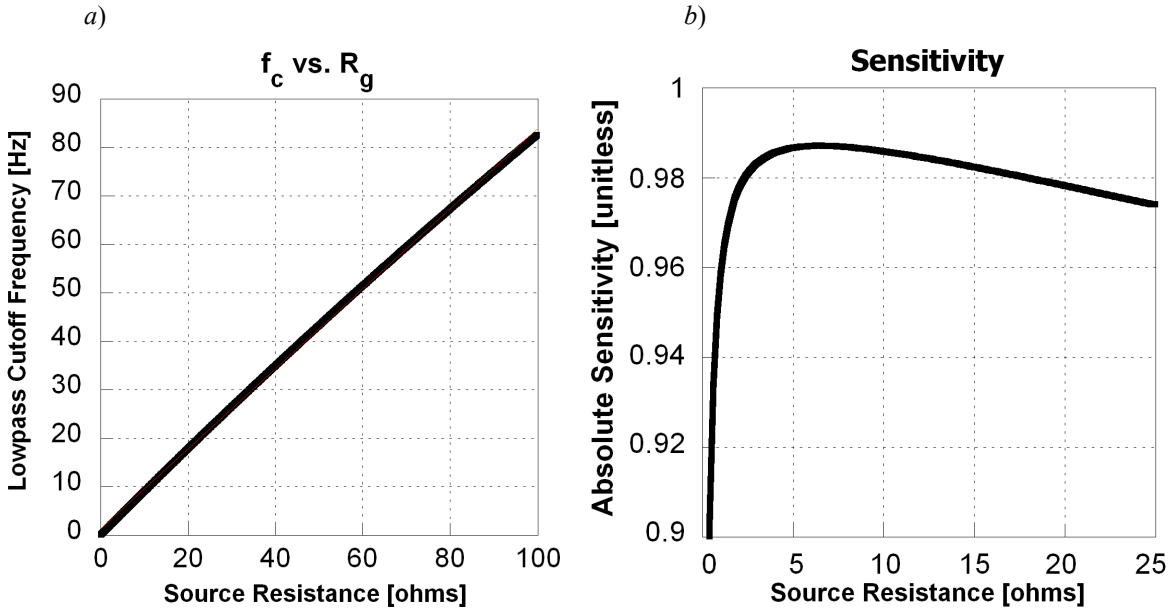 a)
f_c vs. R_g
Lowpass Cutoff Frequency [Hz]
90
80
70
60
50
40
30
20
10
0
0 20 40 60 80 100
Source Resistance [ohms]
b)
Sensitivity
Absolute Sensitivity [unitless]
1
0.98
0.96
0.94
0.92
0.9
0 5 10 15 20 25
Source Resistance [ohms]